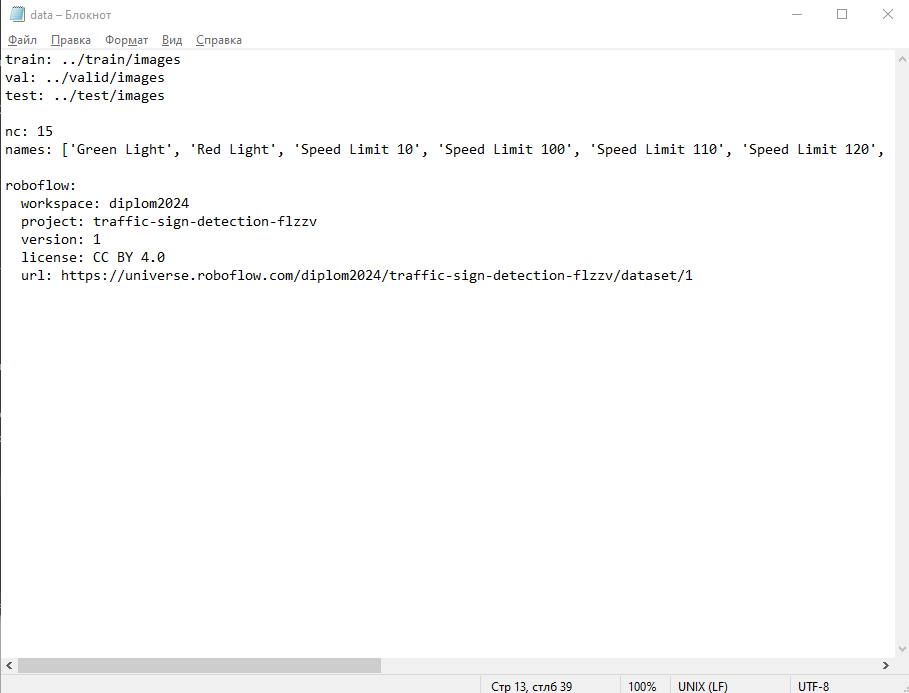 data – Блокнот
Файл Правка Формат Вид Справка
train: ../train/images
val: ../valid/images
test: ../test/images
nc: 15
names: ['Green Light', 'Red Light', 'Speed Limit 10', 'Speed Limit 100', 'Speed Limit 110', 'Speed Limit 120',
roboflow:
workspace: diplom2024
project: traffic-sign-detection-flzzv
version: 1
license: CC BY 4.0
url: https://universe.roboflow.com/diplom2024/traffic-sign-detection-flzzv/dataset/1
Стр 13, стлб 39 100% UNIX (LF) UTF-8